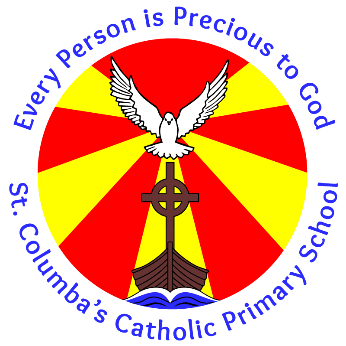 Every Person is Precious to God
St. Columba's Catholic Primary School